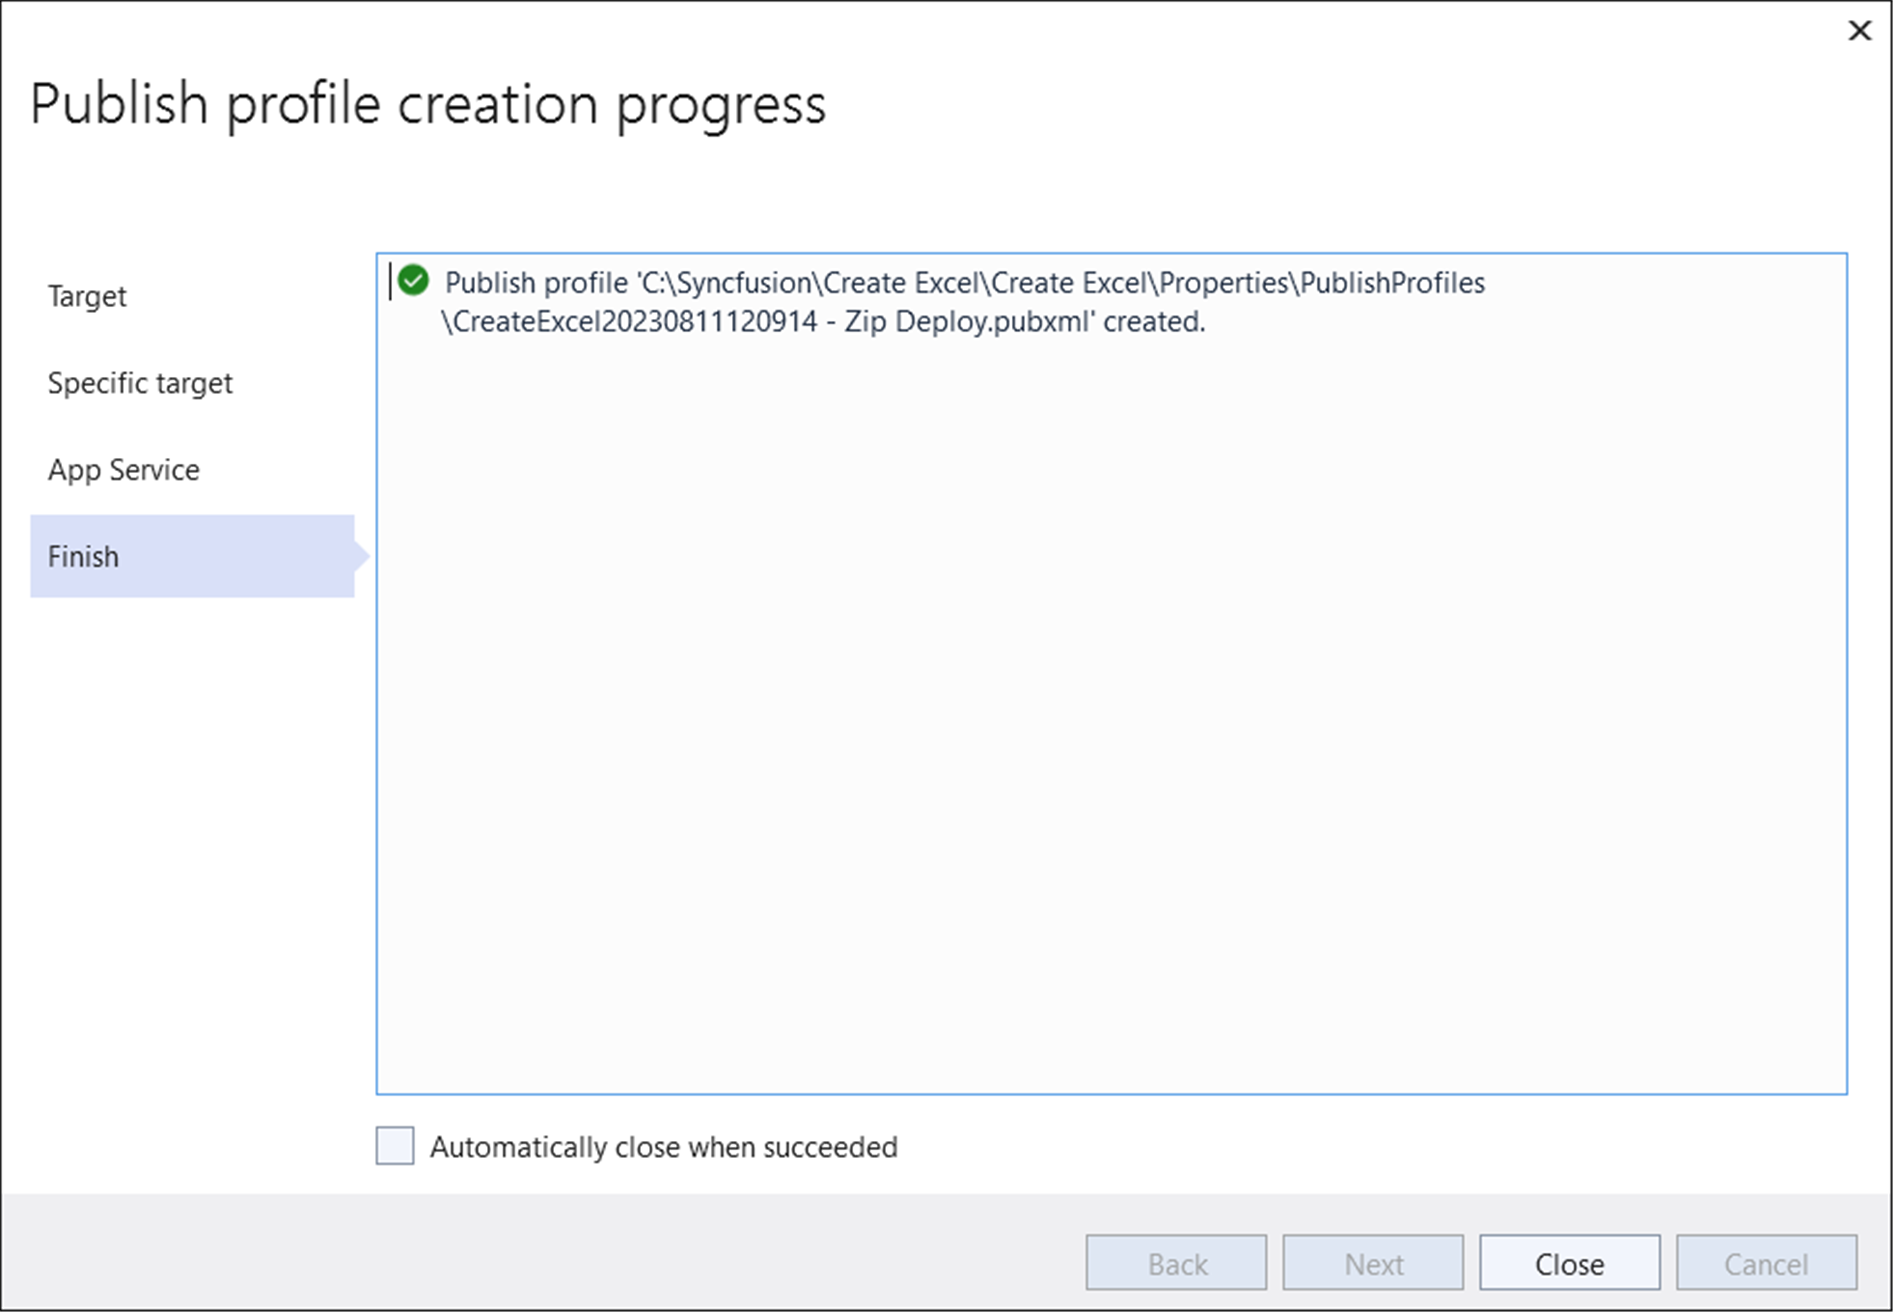 Publish profile creation progress
Target
Specific target
App Service
Finish
Publish profile 'C:\Syncfusion\Create Excel\Create Excel\Properties\PublishProfiles
\CreateExcel20230811120914 - Zip Deploy.pubxml' created.
Automatically close when succeeded
Back
Next
Close
Cancel